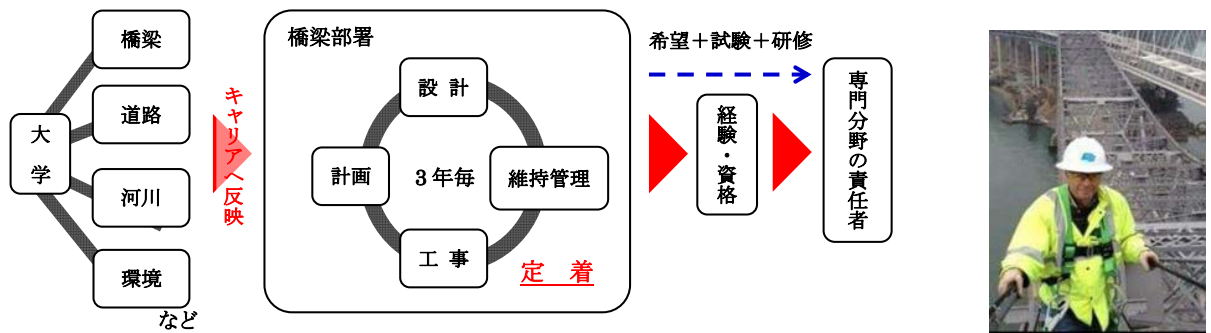 大学
橋梁
道路
河川
環境
など
キャリアへ反映
橋梁部署
設 計
計画
3年毎
維持管理
工 事
定 着
希望＋試験＋研修
経験・資格
専門分野の責任者